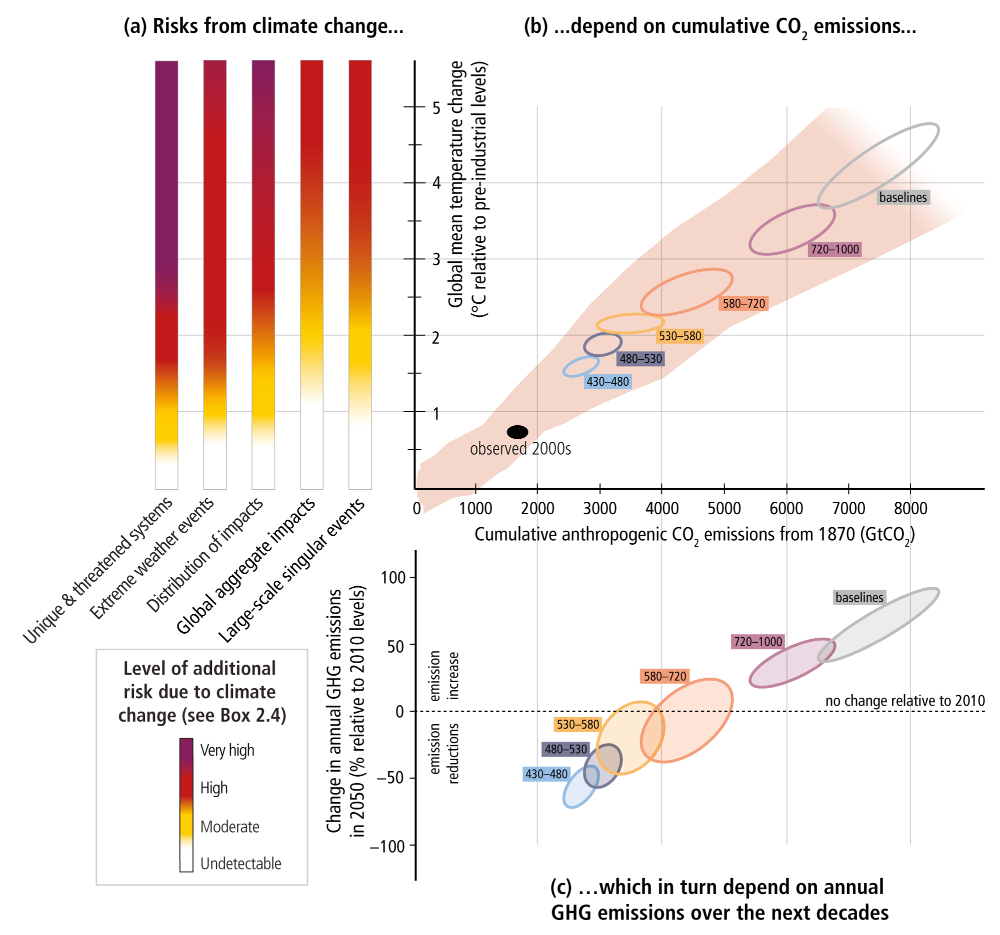 (a) Risks from climate change...
(b) ...depend on cumulative CO₂ emissions...
Global mean temperature change
(°C relative to pre-industrial levels)
5
4
3
2
1
baselines
720–1000
580–720
530–580
480–530
430–480
observed 2000s
0 1000 2000 3000 4000 5000 6000 7000 8000
Cumulative anthropogenic CO₂ emissions from 1870 (GtCO₂)
Unique & threatened systems
Extreme weather events
Distribution of impacts
Global aggregate impacts
Large-scale singular events
Level of additional
risk due to climate
change (see Box 2.4)
Very high
High
Moderate
Undetectable
Change in annual GHG emissions
in 2050 (% relative to 2010 levels)
100
50
0
–50
–100
emission
increase
emission
reductions
baselines
720–1000
580–720
no change relative to 2010
530–580
480–530
430–480
(c) ...which in turn depend on annual
GHG emissions over the next decades